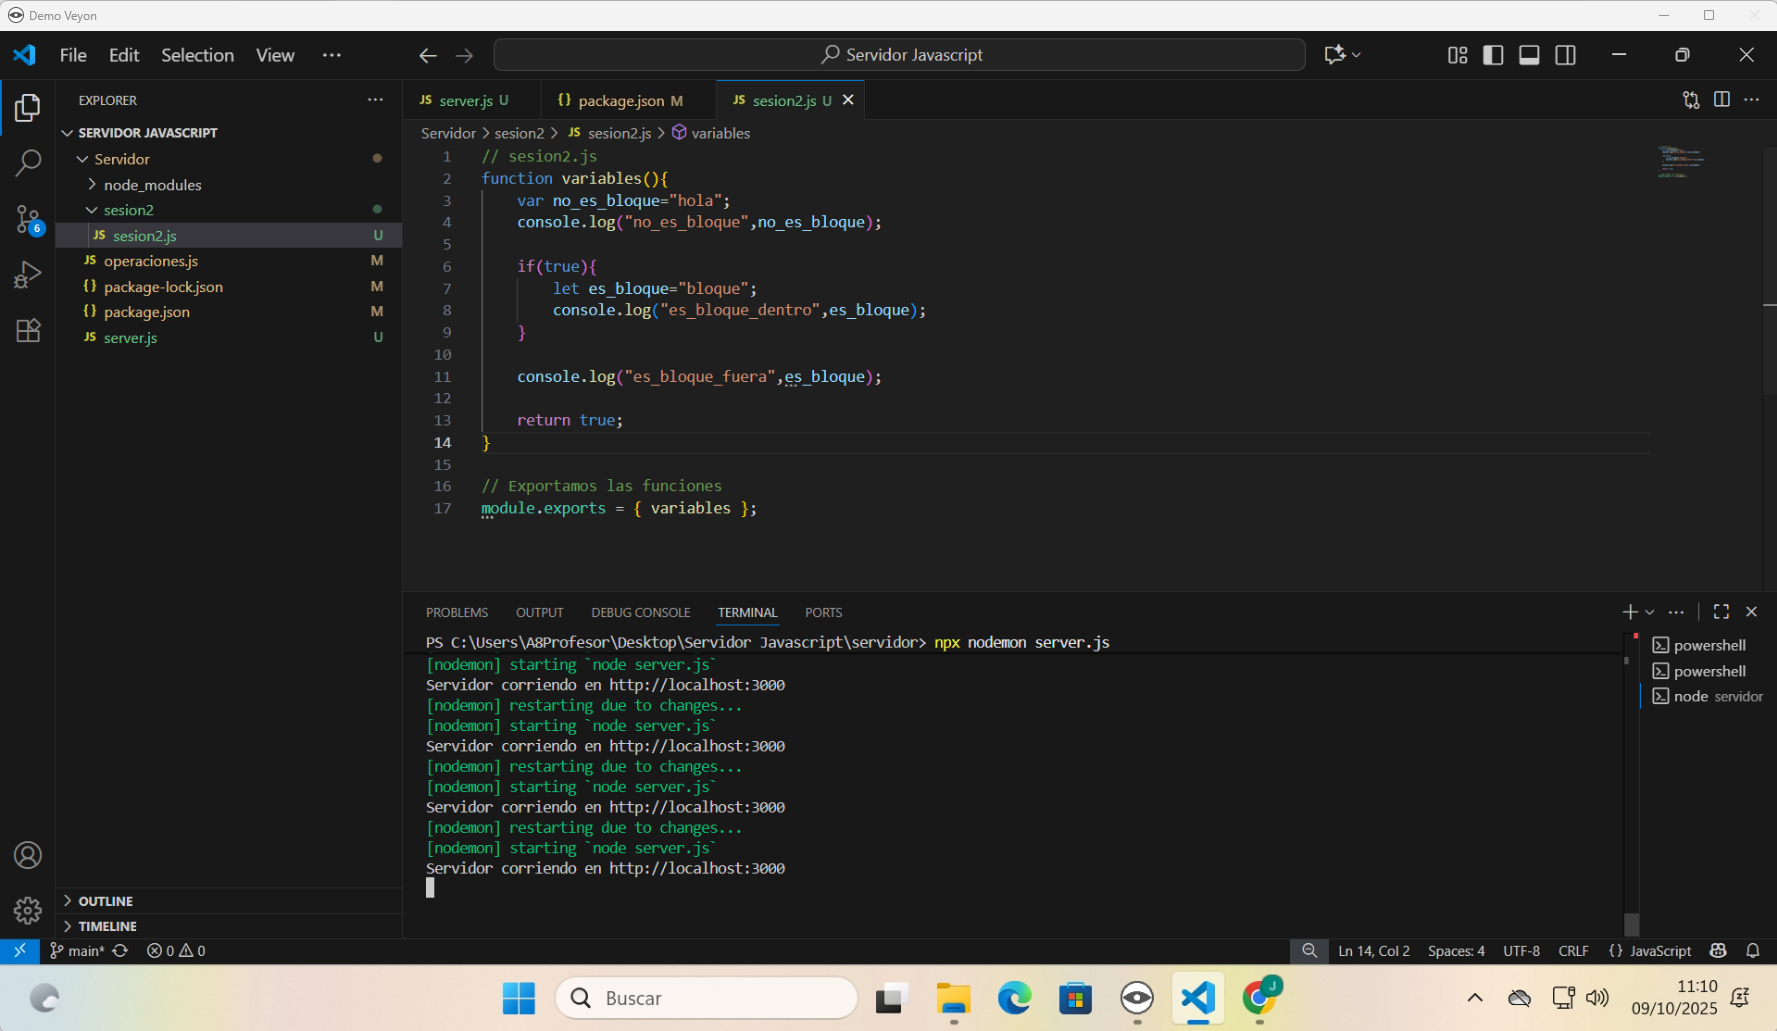 Demo Veyon
File Edit Selection View ··· Servidor Javascript
EXPLORER ···
SERVIDOR JAVASCRIPT
Servidor
node_modules
sesion2
JS sesion2.js U
JS operaciones.js M
{} package-lock.json M
{} package.json M
JS server.js U
OUTLINE
TIMELINE
6
JS server.js U {} package.json M JS sesion2.js U
Servidor > sesion2 > JS sesion2.js > variables
1 // sesion2.js
2 function variables(){
3 var no_es_bloque="hola";
4 console.log("no_es_bloque",no_es_bloque);
5
6 if(true){
7 let es_bloque="bloque";
8 console.log("es_bloque_dentro",es_bloque);
9 }
10
11 console.log("es_bloque_fuera",es_bloque);
12
13 return true;
14 }
15
16 // Exportamos las funciones
17 module.exports = { variables };
PROBLEMS OUTPUT DEBUG CONSOLE TERMINAL PORTS
PS C:\Users\A8Profesor\Desktop\Servidor Javascript\servidor> npx nodemon server.js
[nodemon] starting `node server.js`
Servidor corriendo en http://localhost:3000
[nodemon] restarting due to changes...
[nodemon] starting `node server.js`
Servidor corriendo en http://localhost:3000
[nodemon] restarting due to changes...
[nodemon] starting `node server.js`
Servidor corriendo en http://localhost:3000
[nodemon] restarting due to changes...
[nodemon] starting `node server.js`
Servidor corriendo en http://localhost:3000
powershell
powershell
node servidor
main* 0 0 Ln 14, Col 2 Spaces: 4 UTF-8 CRLF {} JavaScript
Buscar
J
11:10
09/10/2025